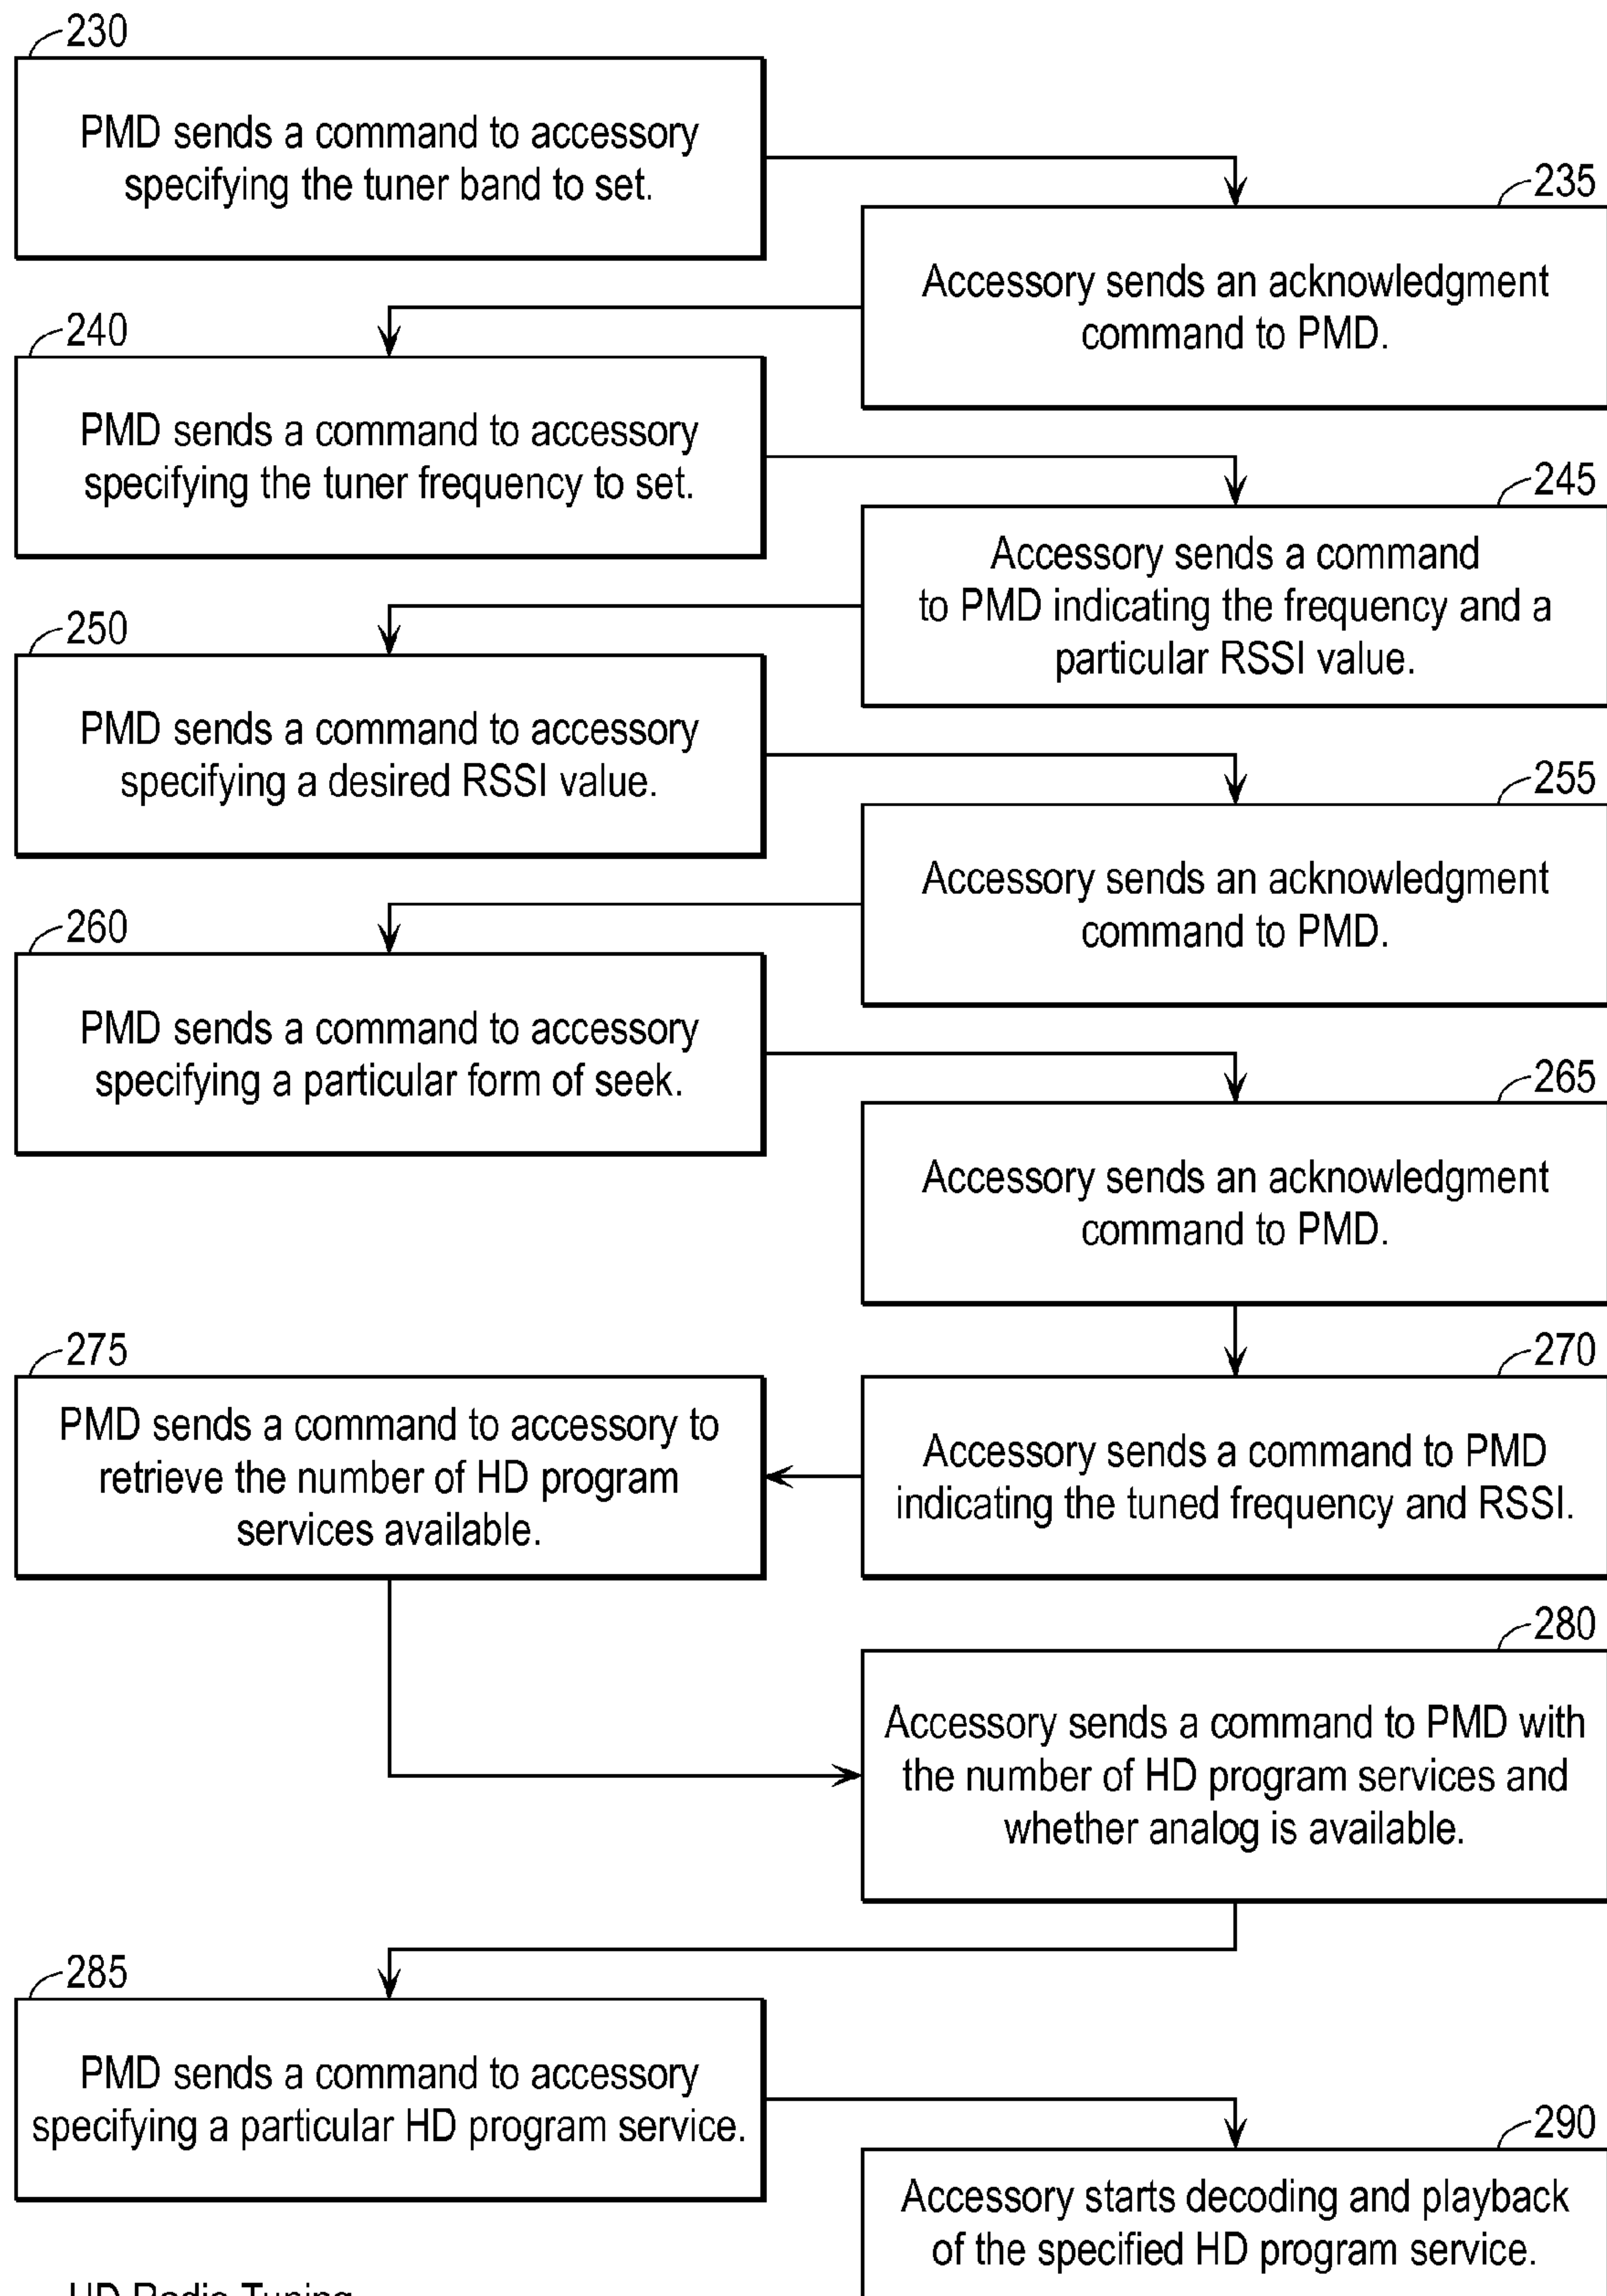 230
PMD sends a command to accessory
specifying the tuner band to set.
235
Accessory sends an acknowledgment
command to PMD.
240
PMD sends a command to accessory
specifying the tuner frequency to set.
245
Accessory sends a command
to PMD indicating the frequency and a
particular RSSI value.
250
PMD sends a command to accessory
specifying a desired RSSI value.
255
Accessory sends an acknowledgment
command to PMD.
260
PMD sends a command to accessory
specifying a particular form of seek.
265
Accessory sends an acknowledgment
command to PMD.
270
Accessory sends a command to PMD
indicating the tuned frequency and RSSI.
275
PMD sends a command to accessory to
retrieve the number of HD program
services available.
280
Accessory sends a command to PMD with
the number of HD program services and
whether analog is available.
285
PMD sends a command to accessory
specifying a particular HD program service.
290
Accessory starts decoding and playback
of the specified HD program service.
HD Radio Tuning